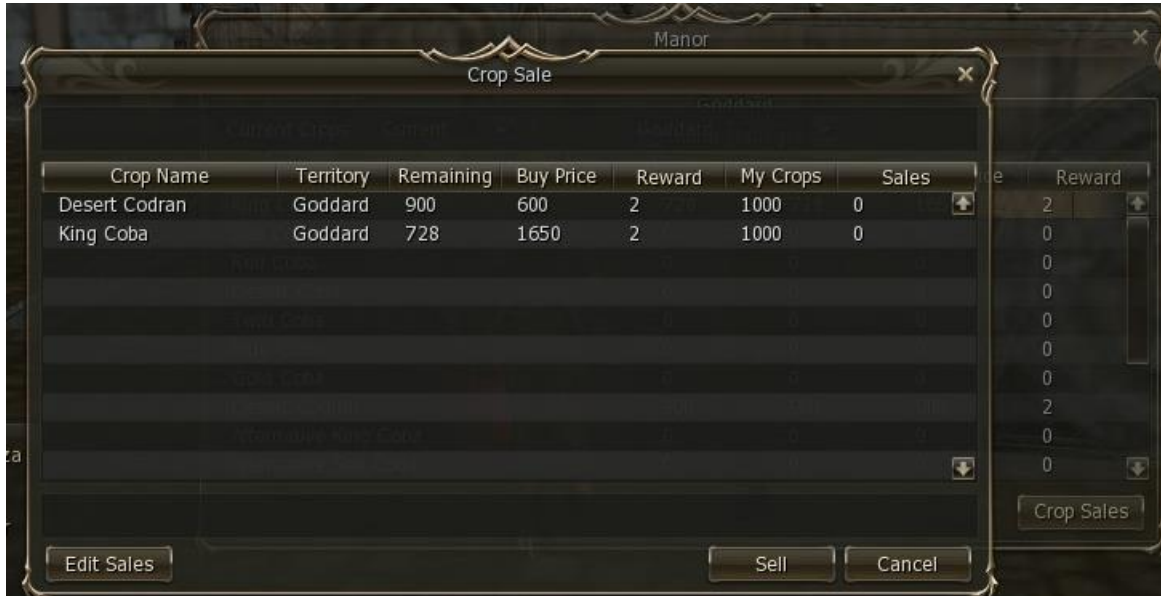 Manor
Crop Sale
Goddard
Crop Name Territory Remaining Buy Price Reward My Crops Sales Reward
Desert Codran Goddard 900 600 2 1000 0 2
King Coba Goddard 728 1650 2 1000 0 0
0
0
0
0
0
2
0
0
Crop Sales
Edit Sales Sell Cancel